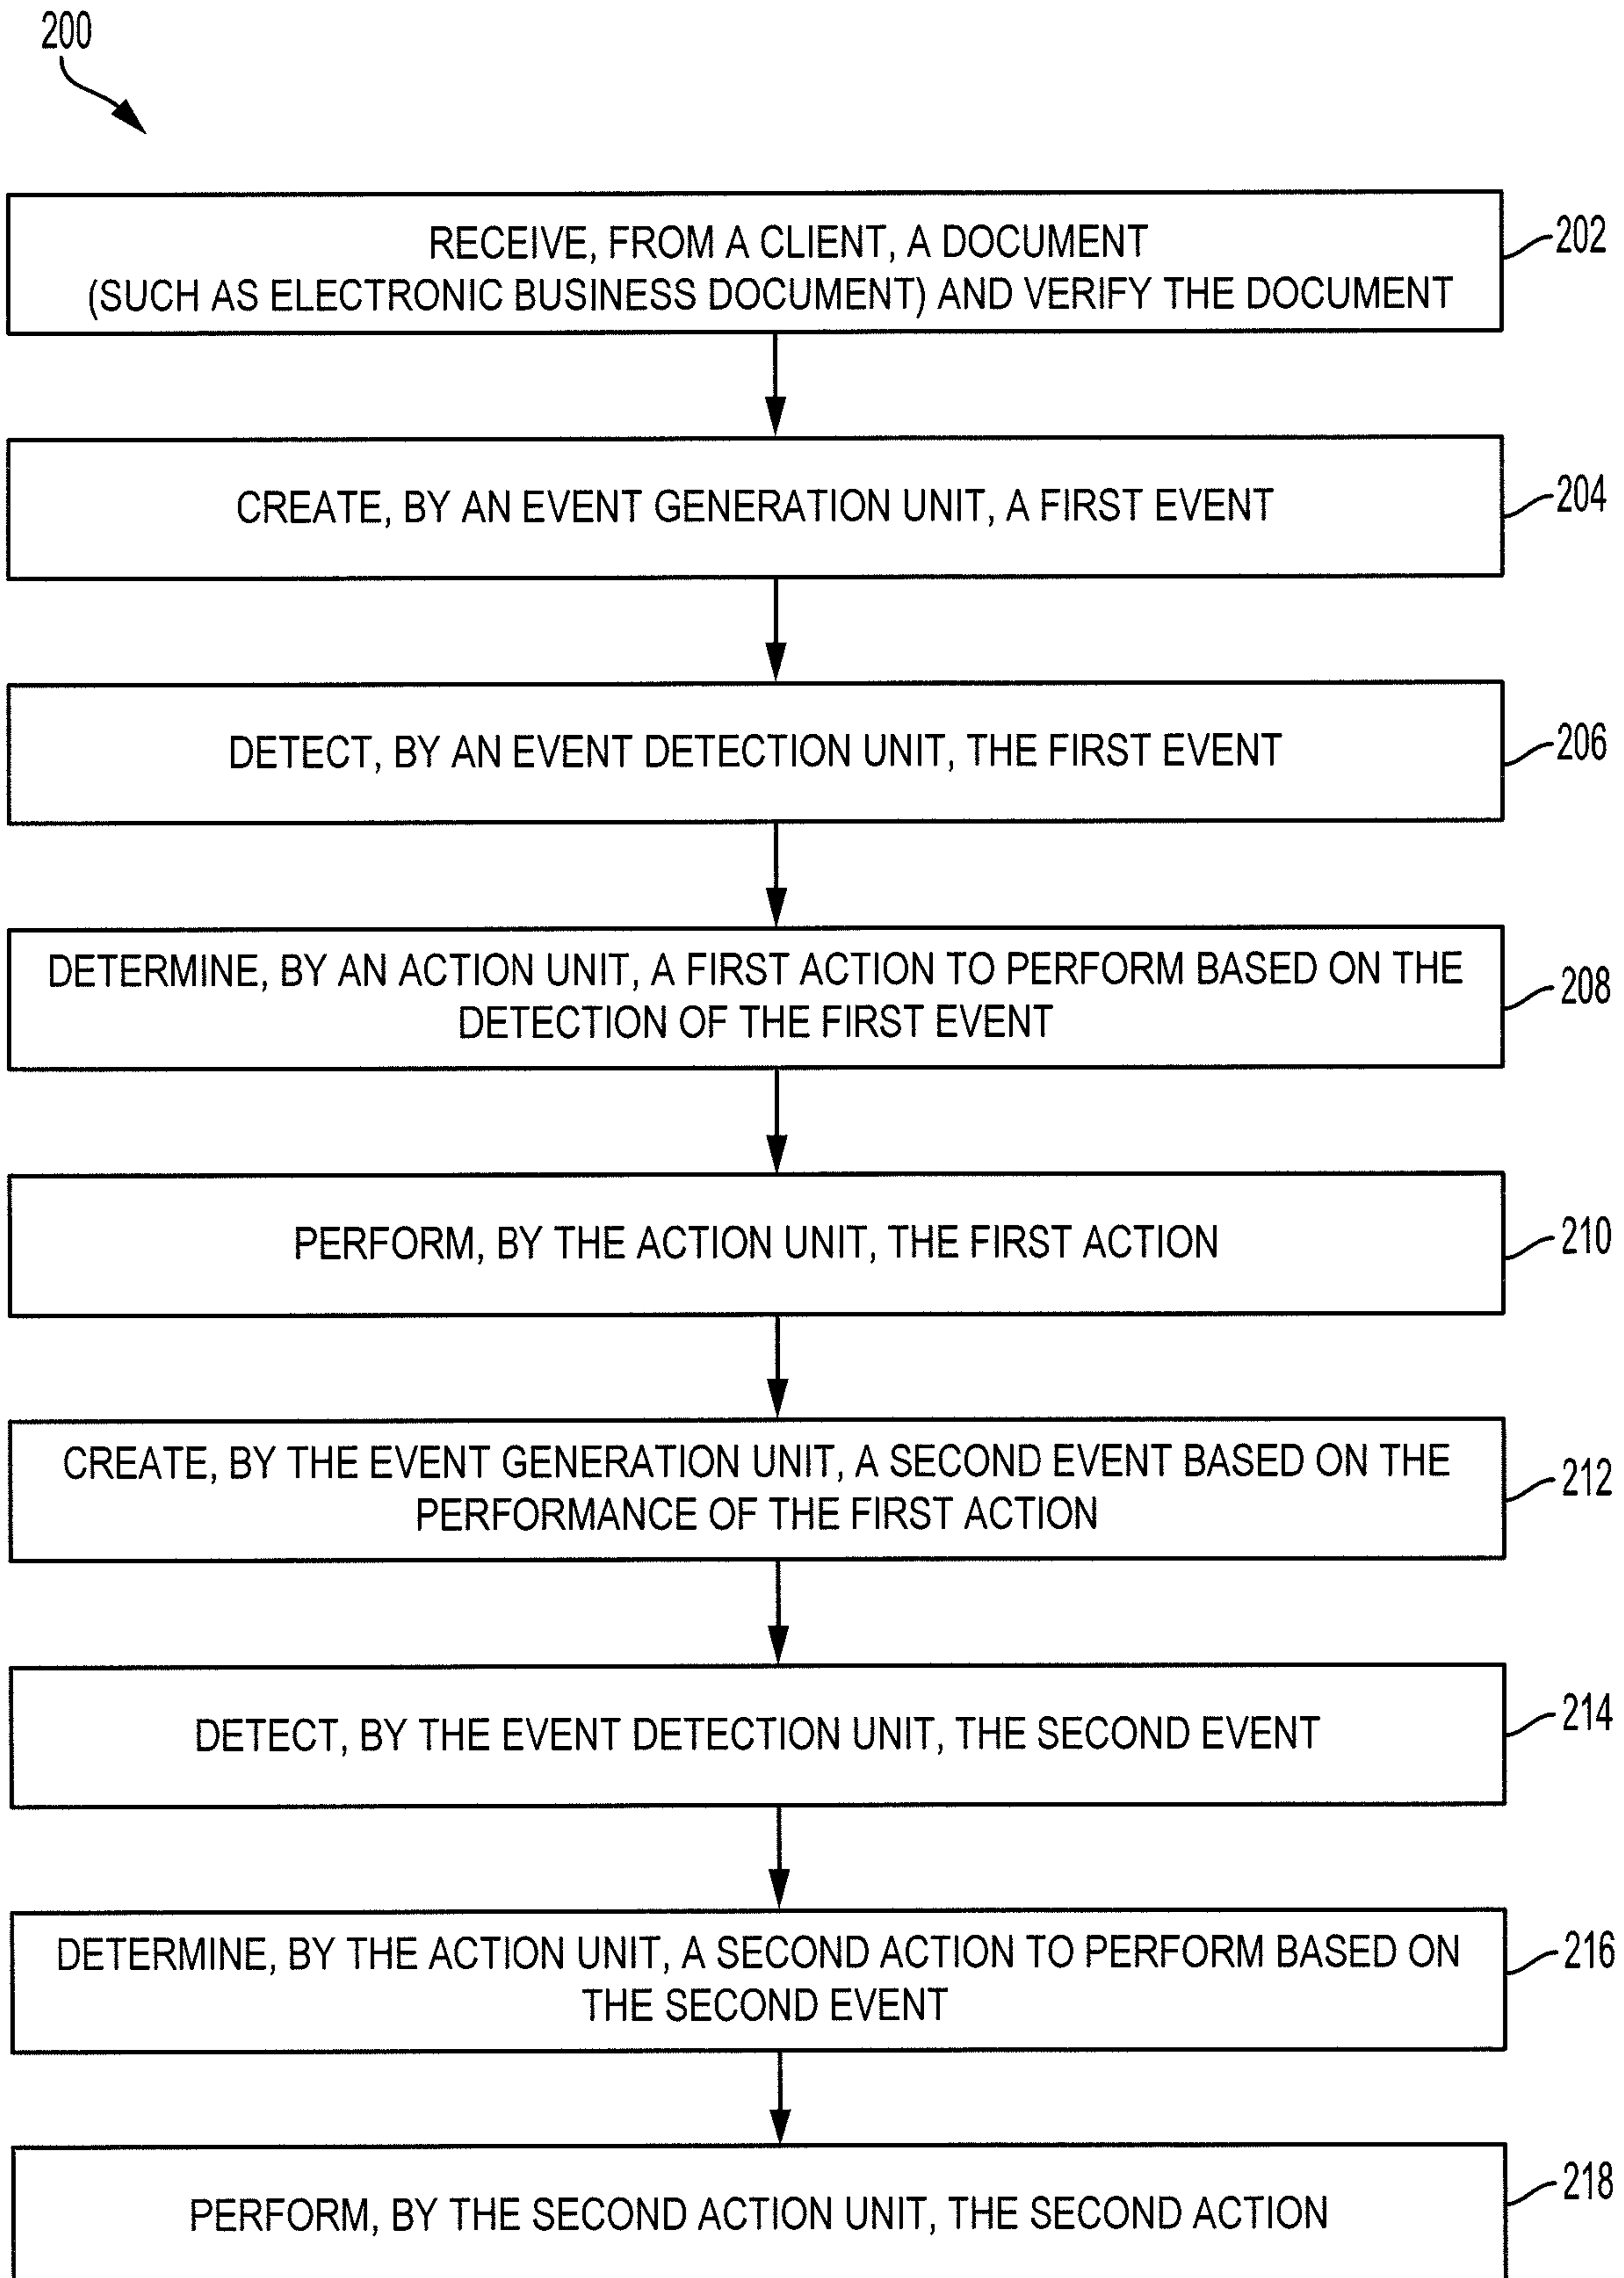 200
RECEIVE, FROM A CLIENT, A DOCUMENT
(SUCH AS ELECTRONIC BUSINESS DOCUMENT) AND VERIFY THE DOCUMENT
202
CREATE, BY AN EVENT GENERATION UNIT, A FIRST EVENT
204
DETECT, BY AN EVENT DETECTION UNIT, THE FIRST EVENT
206
DETERMINE, BY AN ACTION UNIT, A FIRST ACTION TO PERFORM BASED ON THE
DETECTION OF THE FIRST EVENT
208
PERFORM, BY THE ACTION UNIT, THE FIRST ACTION
210
CREATE, BY THE EVENT GENERATION UNIT, A SECOND EVENT BASED ON THE
PERFORMANCE OF THE FIRST ACTION
212
DETECT, BY THE EVENT DETECTION UNIT, THE SECOND EVENT
214
DETERMINE, BY THE ACTION UNIT, A SECOND ACTION TO PERFORM BASED ON
THE SECOND EVENT
216
PERFORM, BY THE SECOND ACTION UNIT, THE SECOND ACTION
218